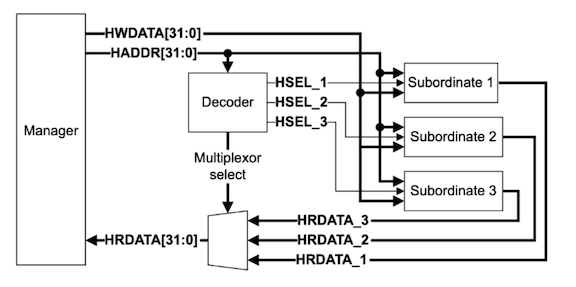 HWDATA[31:0]
HADDR[31:0]
Manager
Decoder
HSEL_1
HSEL_2
HSEL_3
Subordinate 1
Subordinate 2
Subordinate 3
Multiplexor
select
HRDATA[31:0]
HRDATA_3
HRDATA_2
HRDATA_1